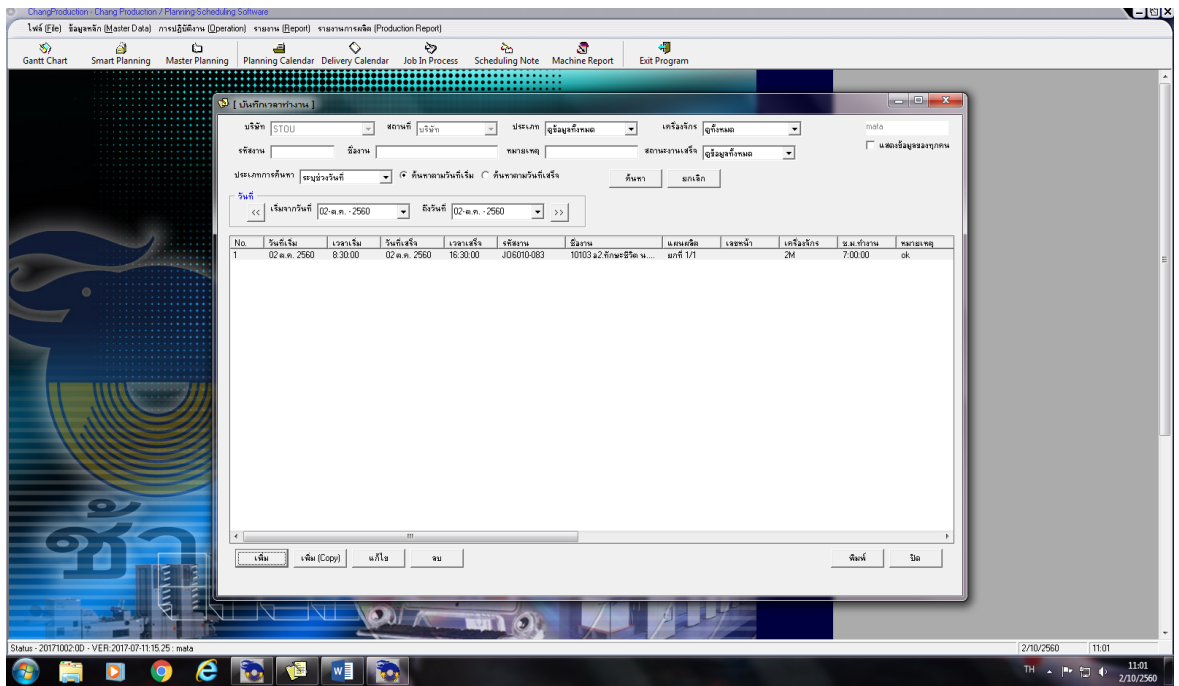 ChangProduction - Chang Production / Planning-Scheduling Software
ไฟล์ (File) ข้อมูลหลัก (Master Data) การปฏิบัติงาน (Operation) รายงาน (Report) รายงานการผลิต (Production Report)
Gantt Chart Smart Planning Master Planning Planning Calendar Delivery Calendar Job In Process Scheduling Note Machine Report Exit Program
[ บันทึกเวลาทำงาน ]
บริษัท STOU สถานที่ บริษัท ประเภท ดูข้อมูลทั้งหมด เครื่องจักร ดูทั้งหมด mala
รหัสงาน ชื่องาน หมายเหตุ สถานะงานเสร็จ ดูข้อมูลทั้งหมด แสดงข้อมูลของทุกคน
ประเภทการค้นหา ระบุช่วงวันที่ ค้นหาตามวันที่เริ่ม ค้นหาตามวันที่เสร็จ ค้นหา ยกเลิก
วันที่
<< เริ่มจากวันที่ 02-ต.ค. -2560 ถึงวันที่ 02-ต.ค. -2560 >>
No. วันที่เริ่ม เวลาเริ่ม วันที่เสร็จ เวลาเสร็จ รหัสงาน ชื่องาน แผนผลิต เลขหน้า เครื่องจักร ช.ม.ทำงาน หมายเหตุ
1 02 ต.ค. 2560 8:30:00 02 ต.ค. 2560 16:30:00 JO6010-083 10103 ล2.ทักษะชีวิต น.... ยกที่ 1/1 2M 7:00:00 ok
เพิ่ม เพิ่ม (Copy) แก้ไข ลบ พิมพ์ ปิด
ช้า
Status - 20171002:0D - VER:2017-07-11:15.25 : mala 2/10/2560 11:01
TH 11:01
2/10/2560